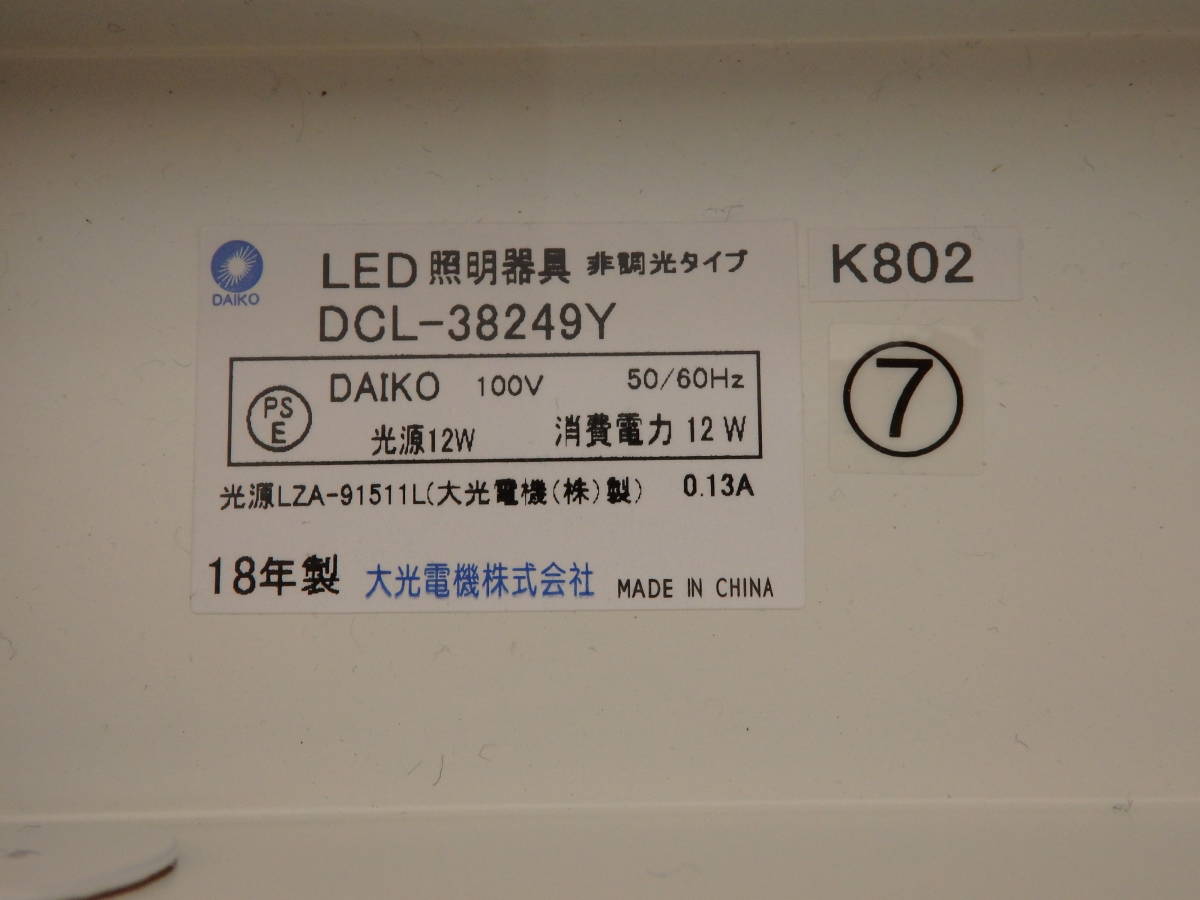 DAIKO
LED 照明器具 非調光タイプ
DCL-38249Y
PS
E
DAIKO 100V 50/60Hz
光源12W 消費電力 12W
光源LZA-91511L(大光電機(株)製) 0.13A
18年製 大光電機株式会社 MADE IN CHINA
K802
⑦